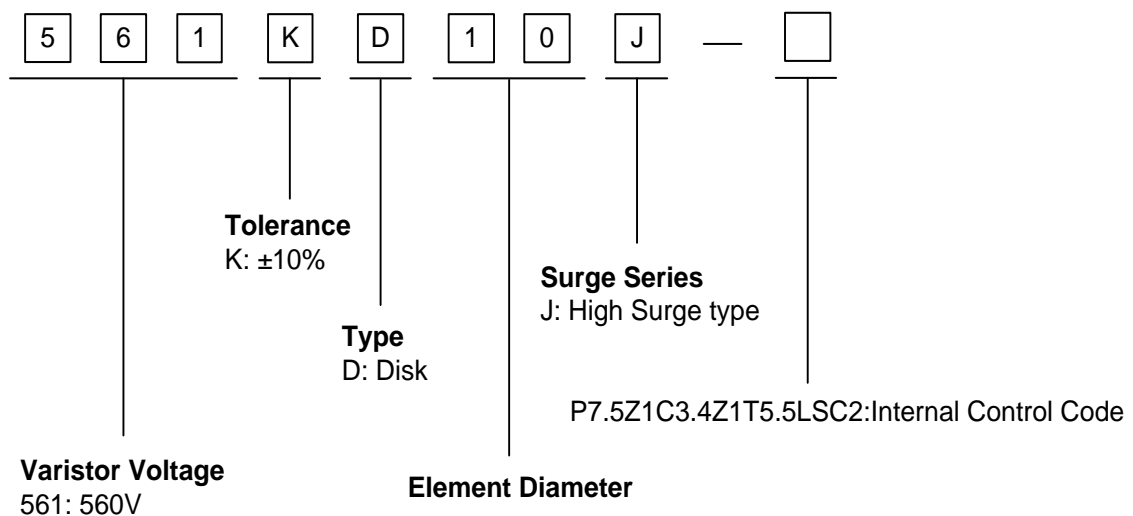 5 6 1 K D 1 0 J —
Tolerance
K: ±10%
Surge Series
J: High Surge type
Type
D: Disk
P7.5Z1C3.4Z1T5.5LSC2:Internal Control Code
Varistor Voltage
561: 560V
Element Diameter